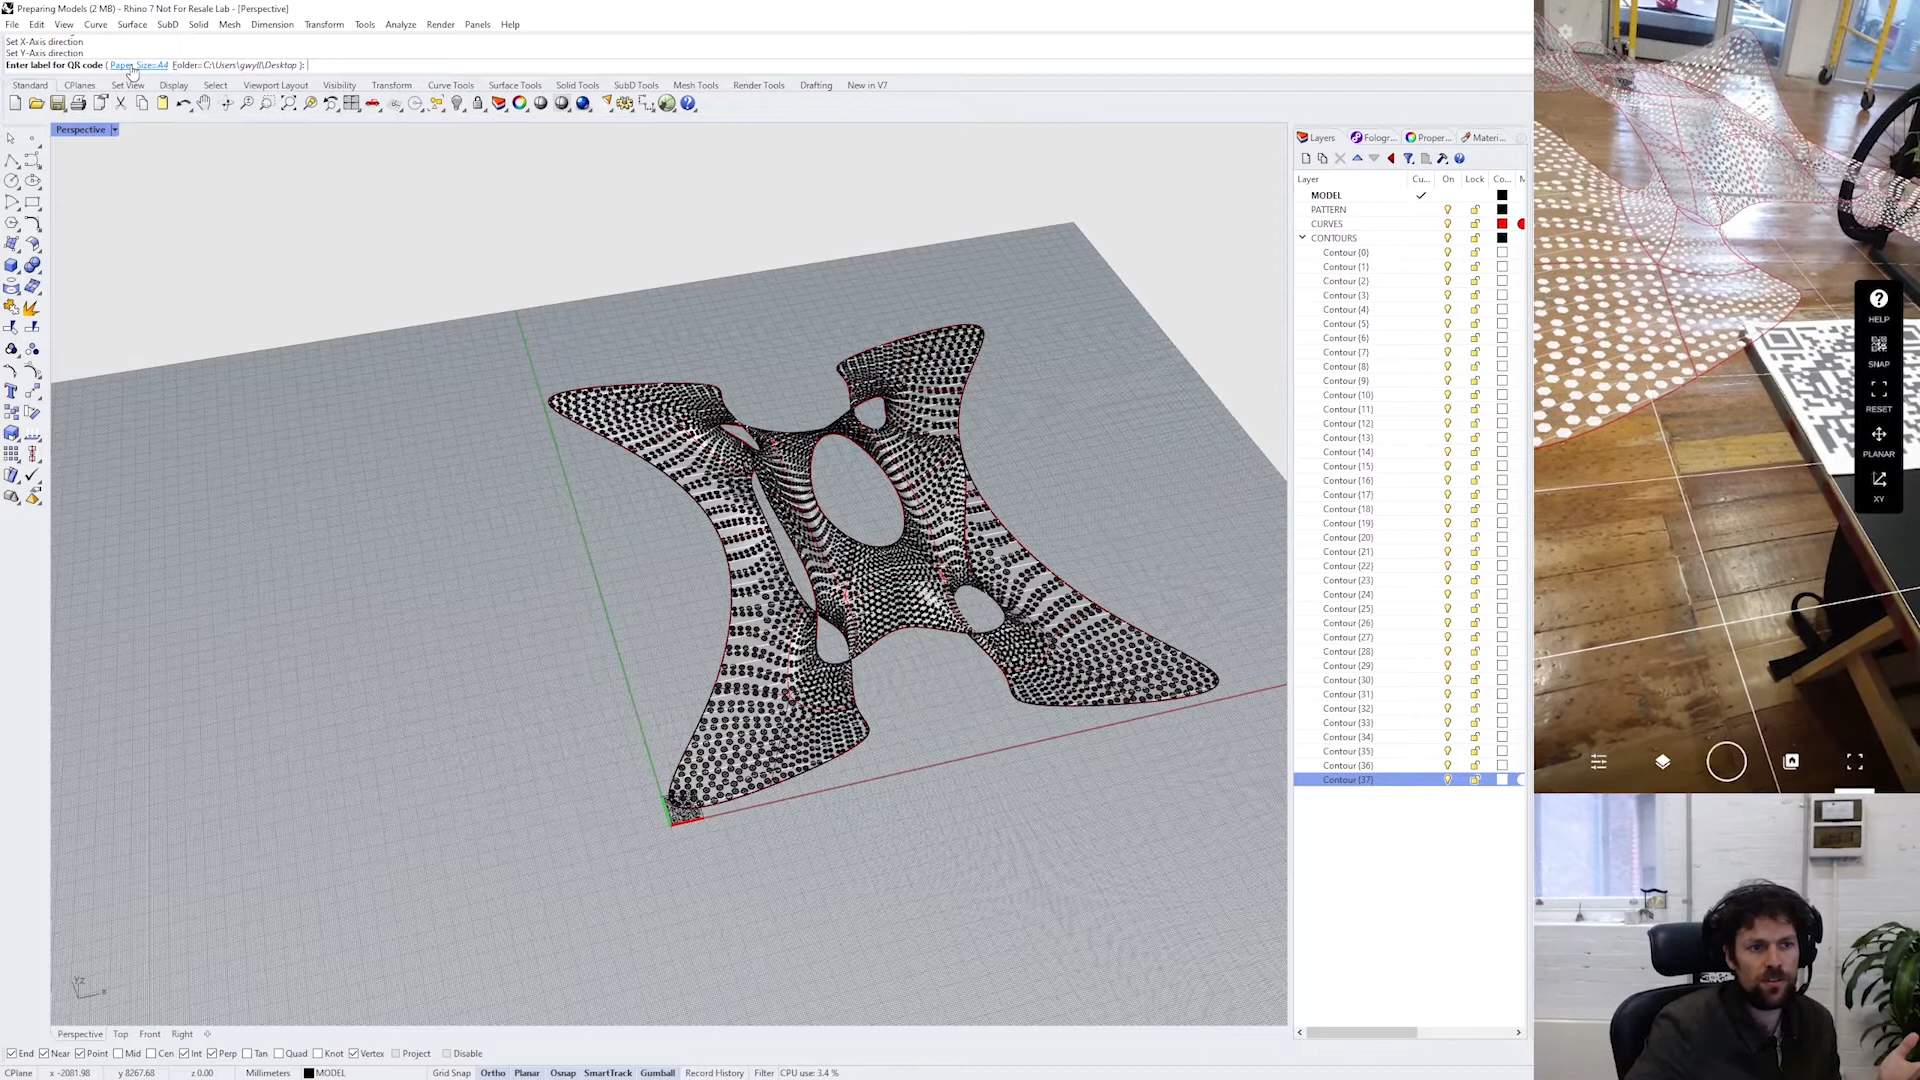 Preparing Models (2 MB) - Rhino 7 Not For Resale Lab - [Perspective]
File Edit View Curve Surface SubD Solid Mesh Dimension Transform Tools Analyze Render Panels Help
Set X-Axis direction
Set Y-Axis direction
Enter label for QR code ( Paper_Size=A4 Folder=C:\Users\gwyll\Desktop ):
Standard CPlanes Set View Display Select Viewport Layout Visibility Transform Curve Tools Surface Tools Solid Tools SubD Tools Mesh Tools Render Tools Drafting New in V7
Perspective
Layers Fologr... Proper... Materi...
Layer Cu... On Lock Co... M
MODEL
PATTERN
CURVES
CONTOURS
Contour {0}
Contour {1}
Contour {2}
Contour {3}
Contour {4}
Contour {5}
Contour {6}
Contour {7}
Contour {8}
Contour {9}
Contour {10}
Contour {11}
Contour {12}
Contour {13}
Contour {14}
Contour {15}
Contour {16}
Contour {17}
Contour {18}
Contour {19}
Contour {20}
Contour {21}
Contour {22}
Contour {23}
Contour {24}
Contour {25}
Contour {26}
Contour {27}
Contour {28}
Contour {29}
Contour {30}
Contour {31}
Contour {32}
Contour {33}
Contour {34}
Contour {35}
Contour {36}
Contour {37}
HELP
SNAP
RESET
PLANAR
XY
Perspective Top Front Right
End Near Point Mid Cen Int Perp Tan Quad Knot Vertex Project Disable
CPlane x -2081.98 y 8267.68 z 0.00 Millimeters MODEL Grid Snap Ortho Planar Osnap SmartTrack Gumball Record History Filter CPU use: 3.4 %